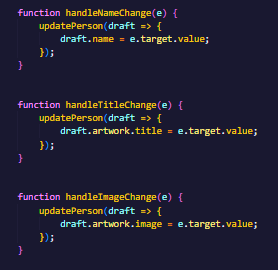 function handleNameChange(e) {
    updatePerson(draft => {
        draft.name = e.target.value;
    });
}
function handleTitleChange(e) {
    updatePerson(draft => {
        draft.artwork.title = e.target.value;
    });
}
function handleImageChange(e) {
    updatePerson(draft => {
        draft.artwork.image = e.target.value;
    });
}